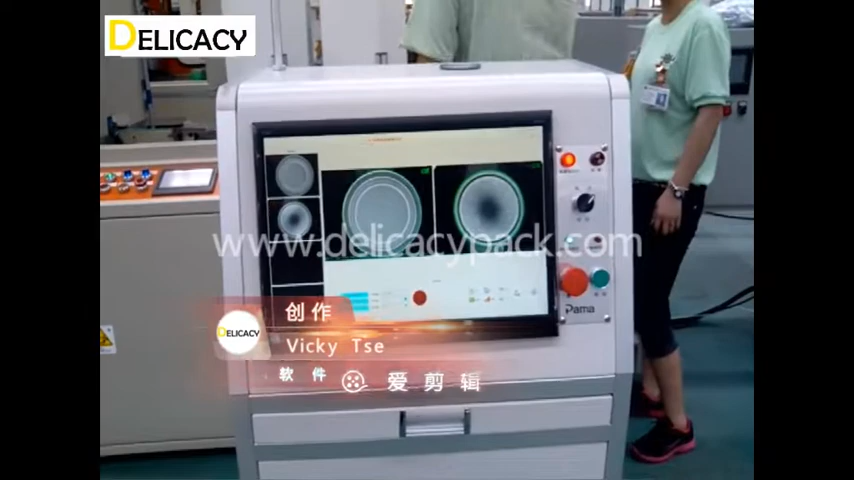 DELICACY
www.delicacypack.com
Pama
创作
DELICACY
Vicky Tse
软件 爱剪辑